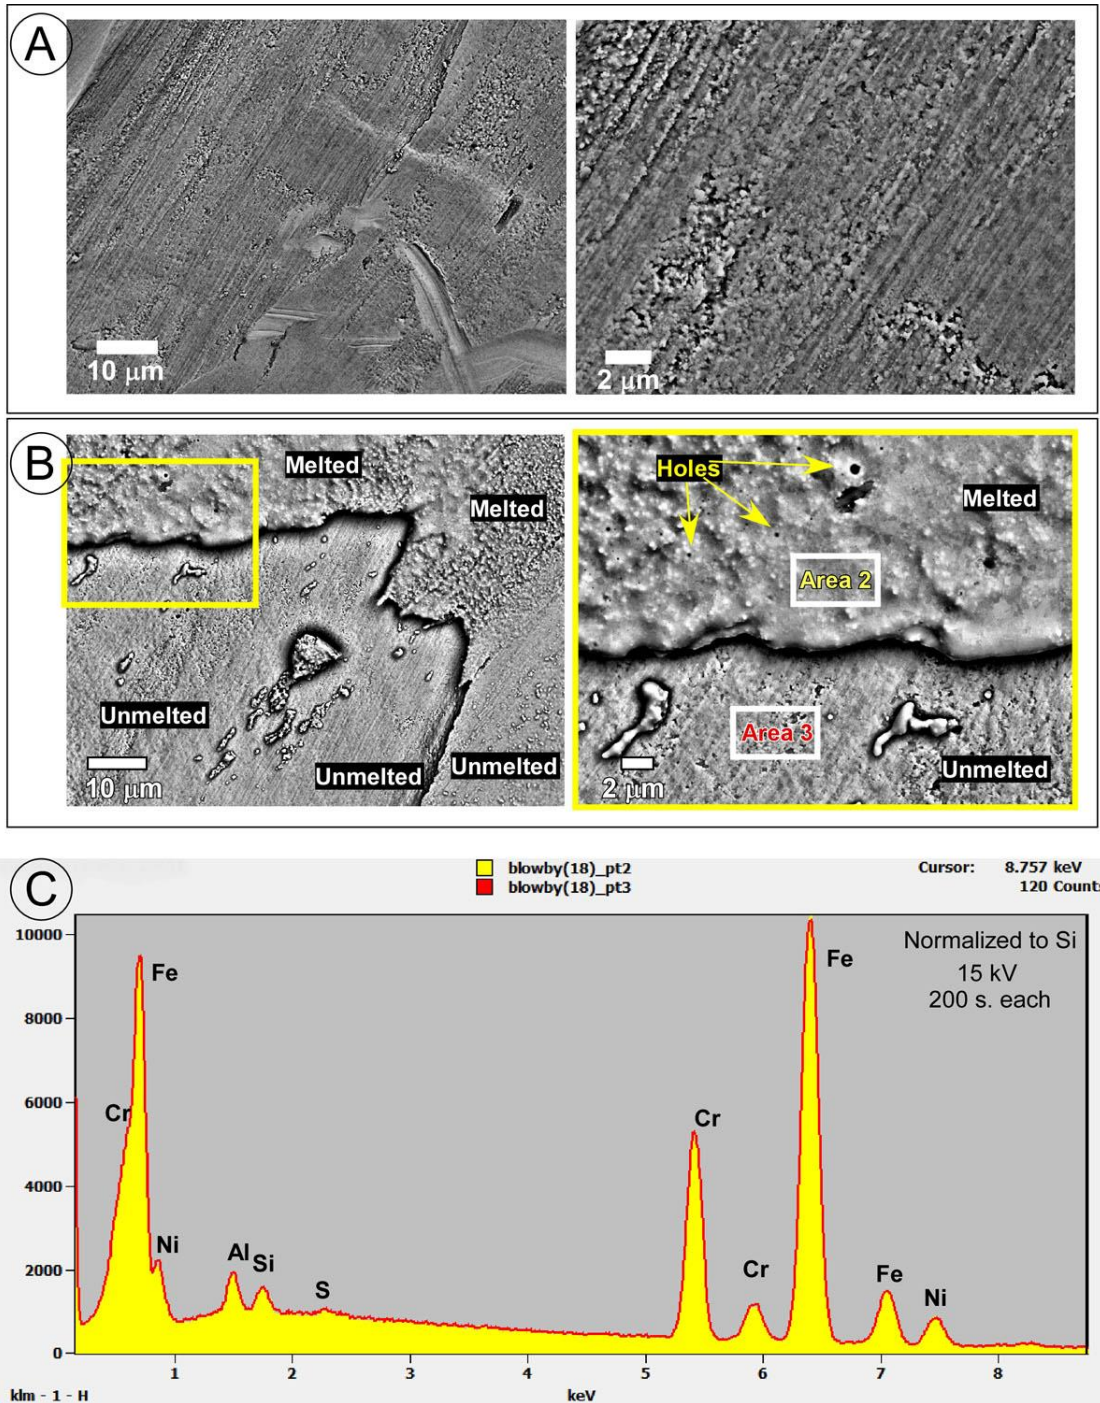 A
10 µm
2 µm
B
Melted
Melted
Unmelted
Unmelted
Unmelted
10 µm
Holes
Melted
Area 2
Area 3
Unmelted
2 µm
C
blowby(18)_pt2
blowby(18)_pt3
Cursor: 8.757 keV
120 Counts
Normalized to Si
15 kV
200 s. each
10000
8000
6000
4000
2000
0
Cr
Fe
Ni
Al
Si
S
Cr
Cr
Fe
Fe
Ni
1 2 3 4 5 6 7 8
klm - 1 - H
keV